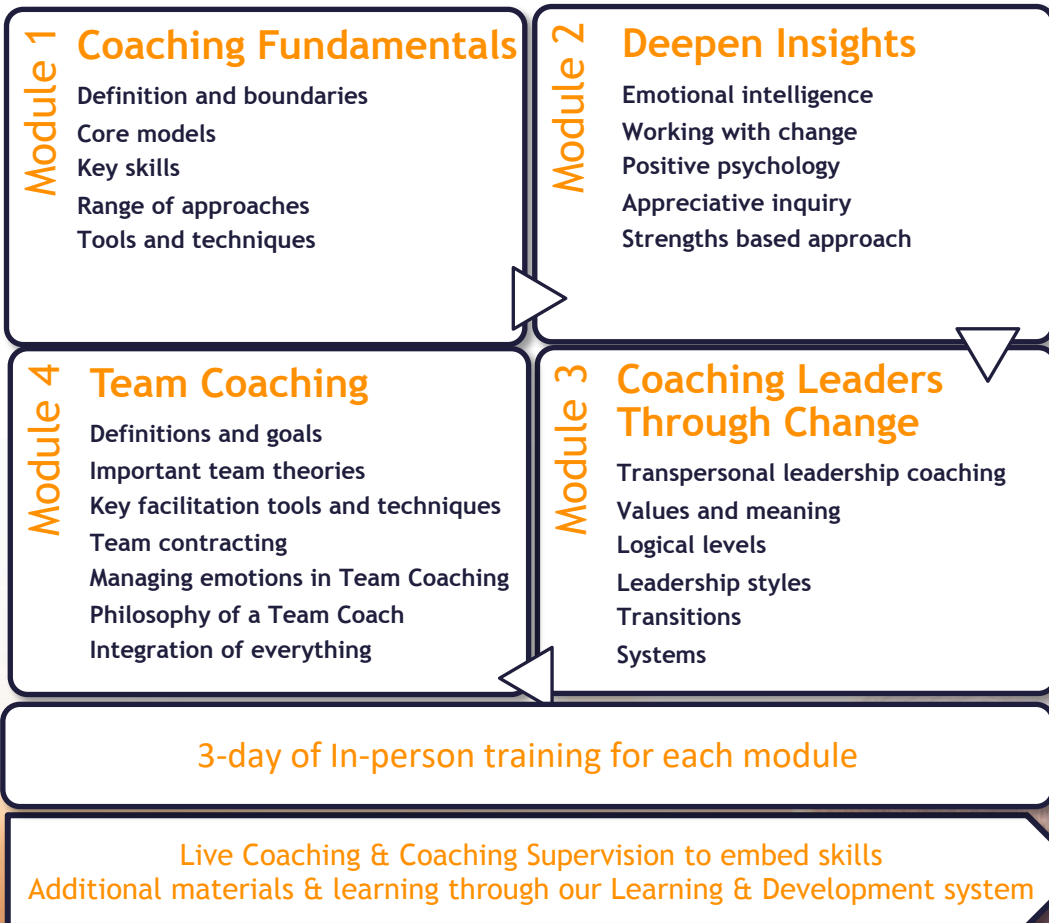 Module 1
Coaching Fundamentals
Definition and boundaries
Core models
Key skills
Range of approaches
Tools and techniques
Module 2
Deepen Insights
Emotional intelligence
Working with change
Positive psychology
Appreciative inquiry
Strengths based approach
Module 3
Coaching Leaders
Through Change
Transpersonal leadership coaching
Values and meaning
Logical levels
Leadership styles
Transitions
Systems
Module 4
Team Coaching
Definitions and goals
Important team theories
Key facilitation tools and techniques
Team contracting
Managing emotions in Team Coaching
Philosophy of a Team Coach
Integration of everything
3-day of In-person training for each module
Live Coaching & Coaching Supervision to embed skills
Additional materials & learning through our Learning & Development system